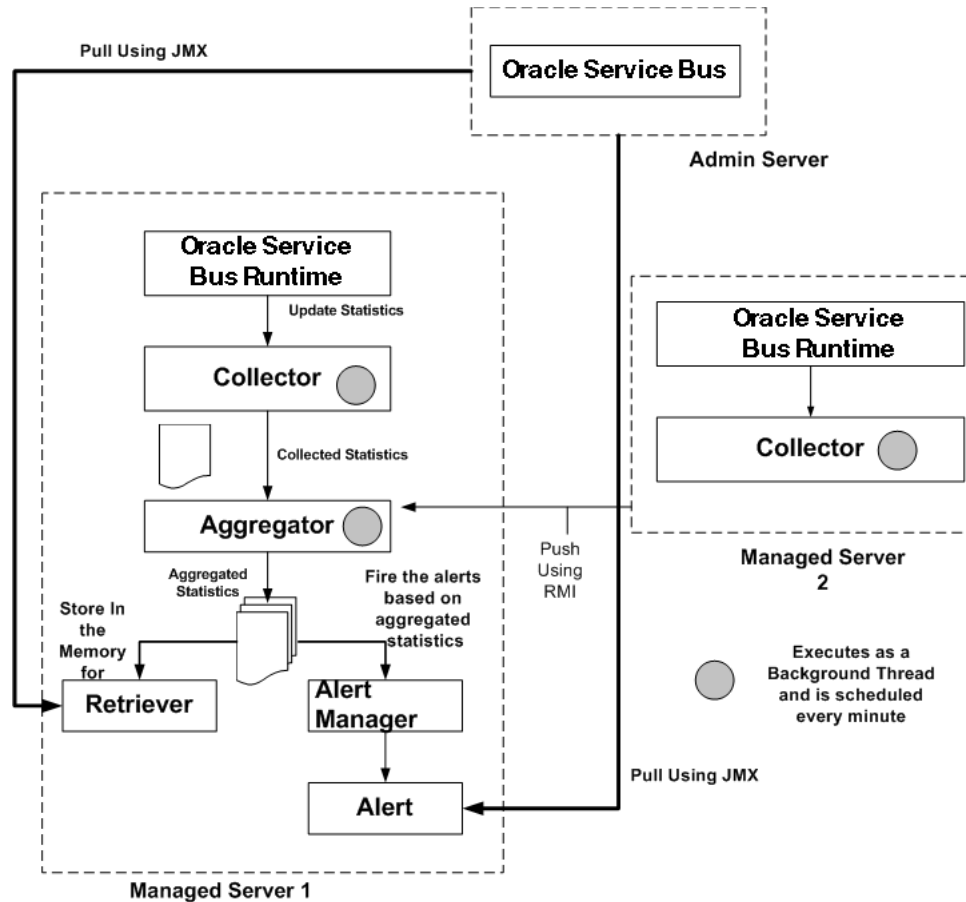 Pull Using JMX
Oracle Service Bus
Admin Server
Oracle Service
Bus Runtime
Update Statistics
Collector
Collected Statistics
Aggregator
Aggregated
Statistics
Fire the alerts
based on
aggregated
statistics
Store In
the
Memory
for
Retriever
Alert
Manager
Alert
Managed Server 1
Oracle Service
Bus Runtime
Collector
Managed Server
2
Push
Using
RMI
Executes as a
Background Thread
and is scheduled
every minute
Pull Using JMX